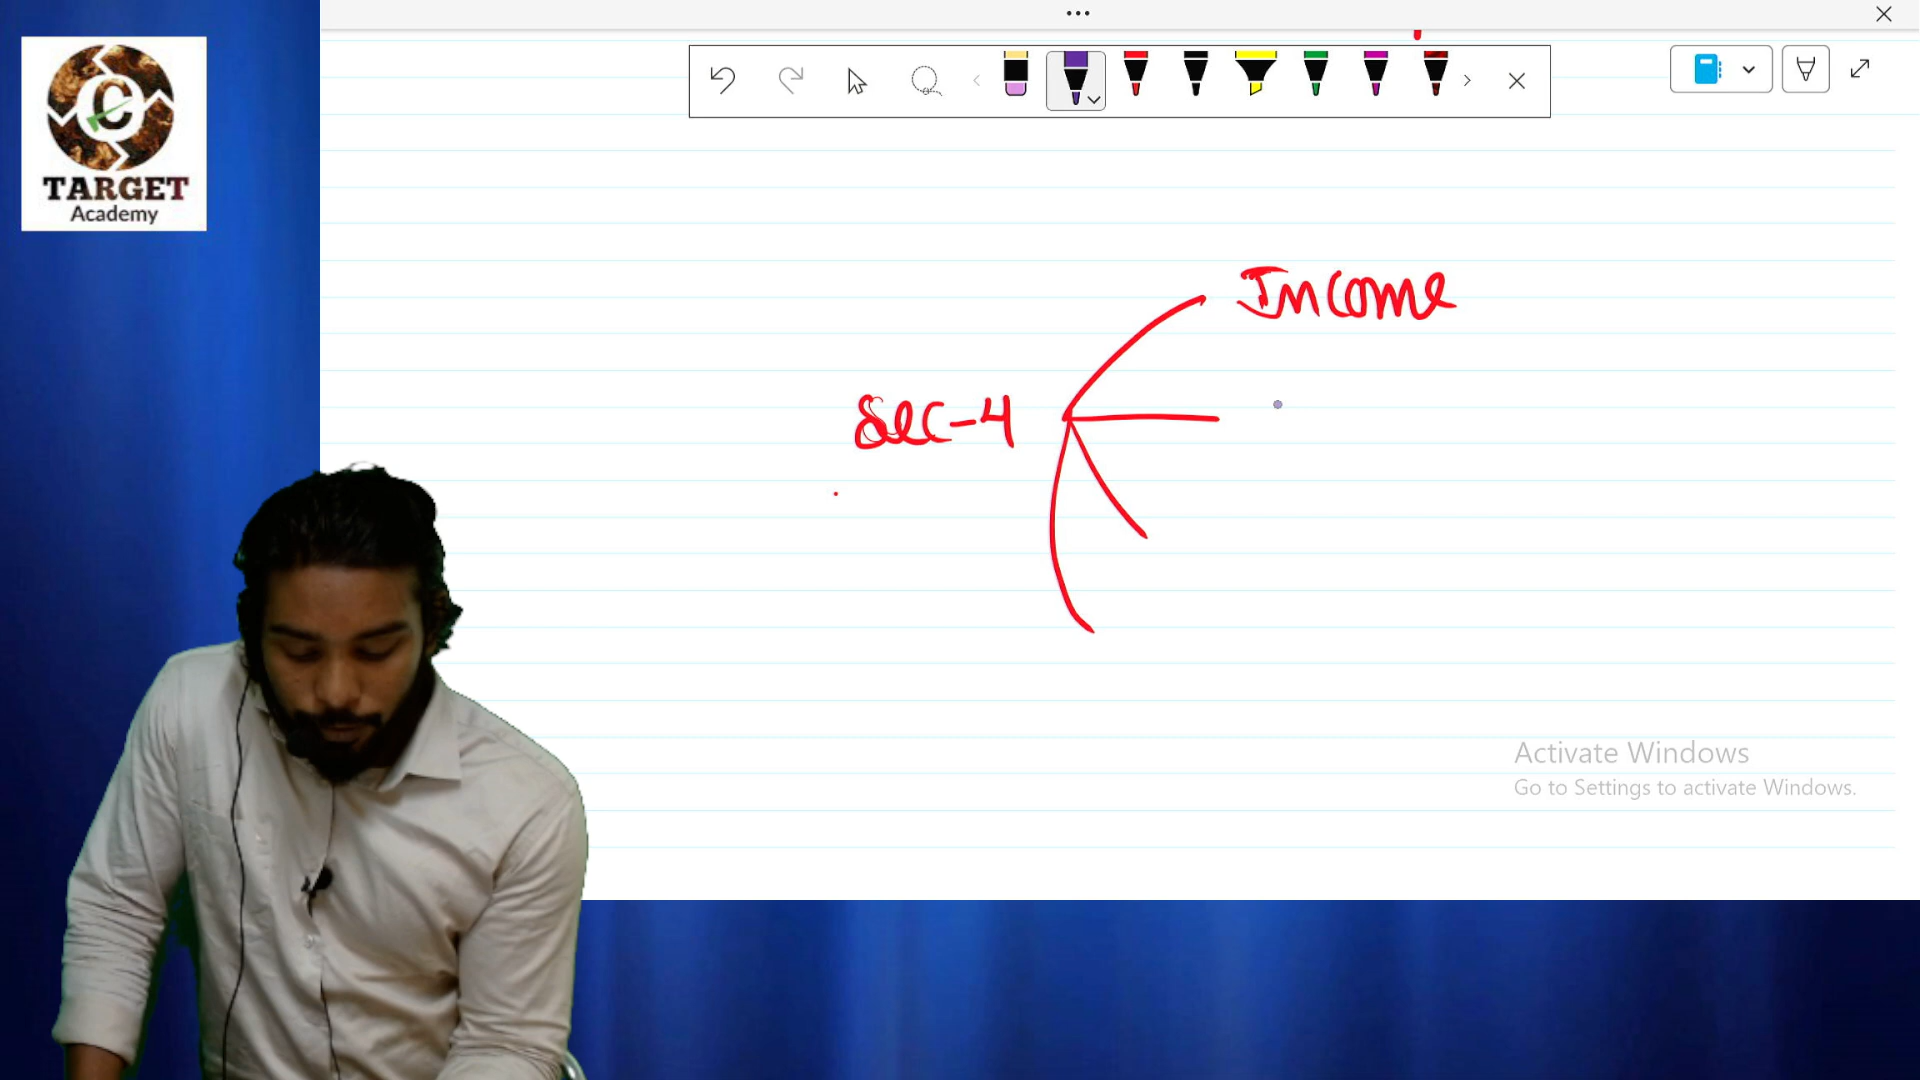 TARGET
Academy
Income
Sec-4
Activate Windows
Go to Settings to activate Windows.